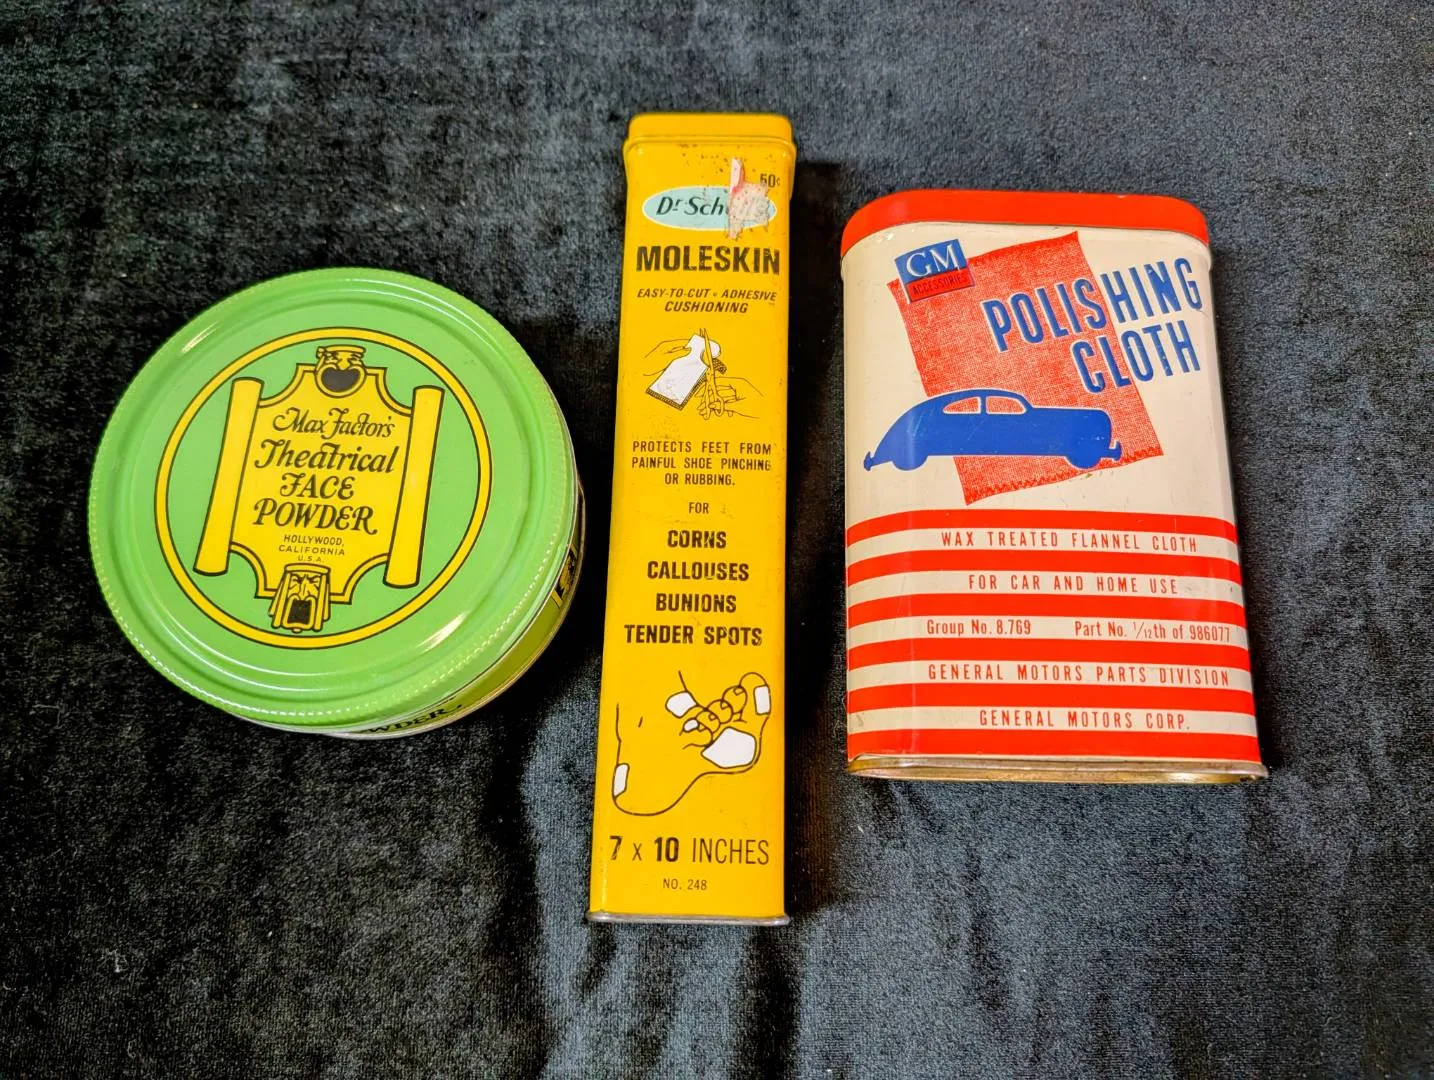 Max Factor's
Theatrical
FACE
POWDER
HOLLYWOOD,
CALIFORNIA
U.S.A.
WDER
50¢
Dr Sch
MOLESKIN
EASY-TO-CUT • ADHESIVE
CUSHIONING
PROTECTS FEET FROM
PAINFUL SHOE PINCHING
OR RUBBING.
FOR
CORNS
CALLOUSES
BUNIONS
TENDER SPOTS
7 x 10 INCHES
NO. 248
GM
ACCESSORIES
POLISHING
CLOTH
WAX TREATED FLANNEL CLOTH
FOR CAR AND HOME USE
Group No. 8.769 Part No. 1/12th of 986077
GENERAL MOTORS PARTS DIVISION
GENERAL MOTORS CORP.